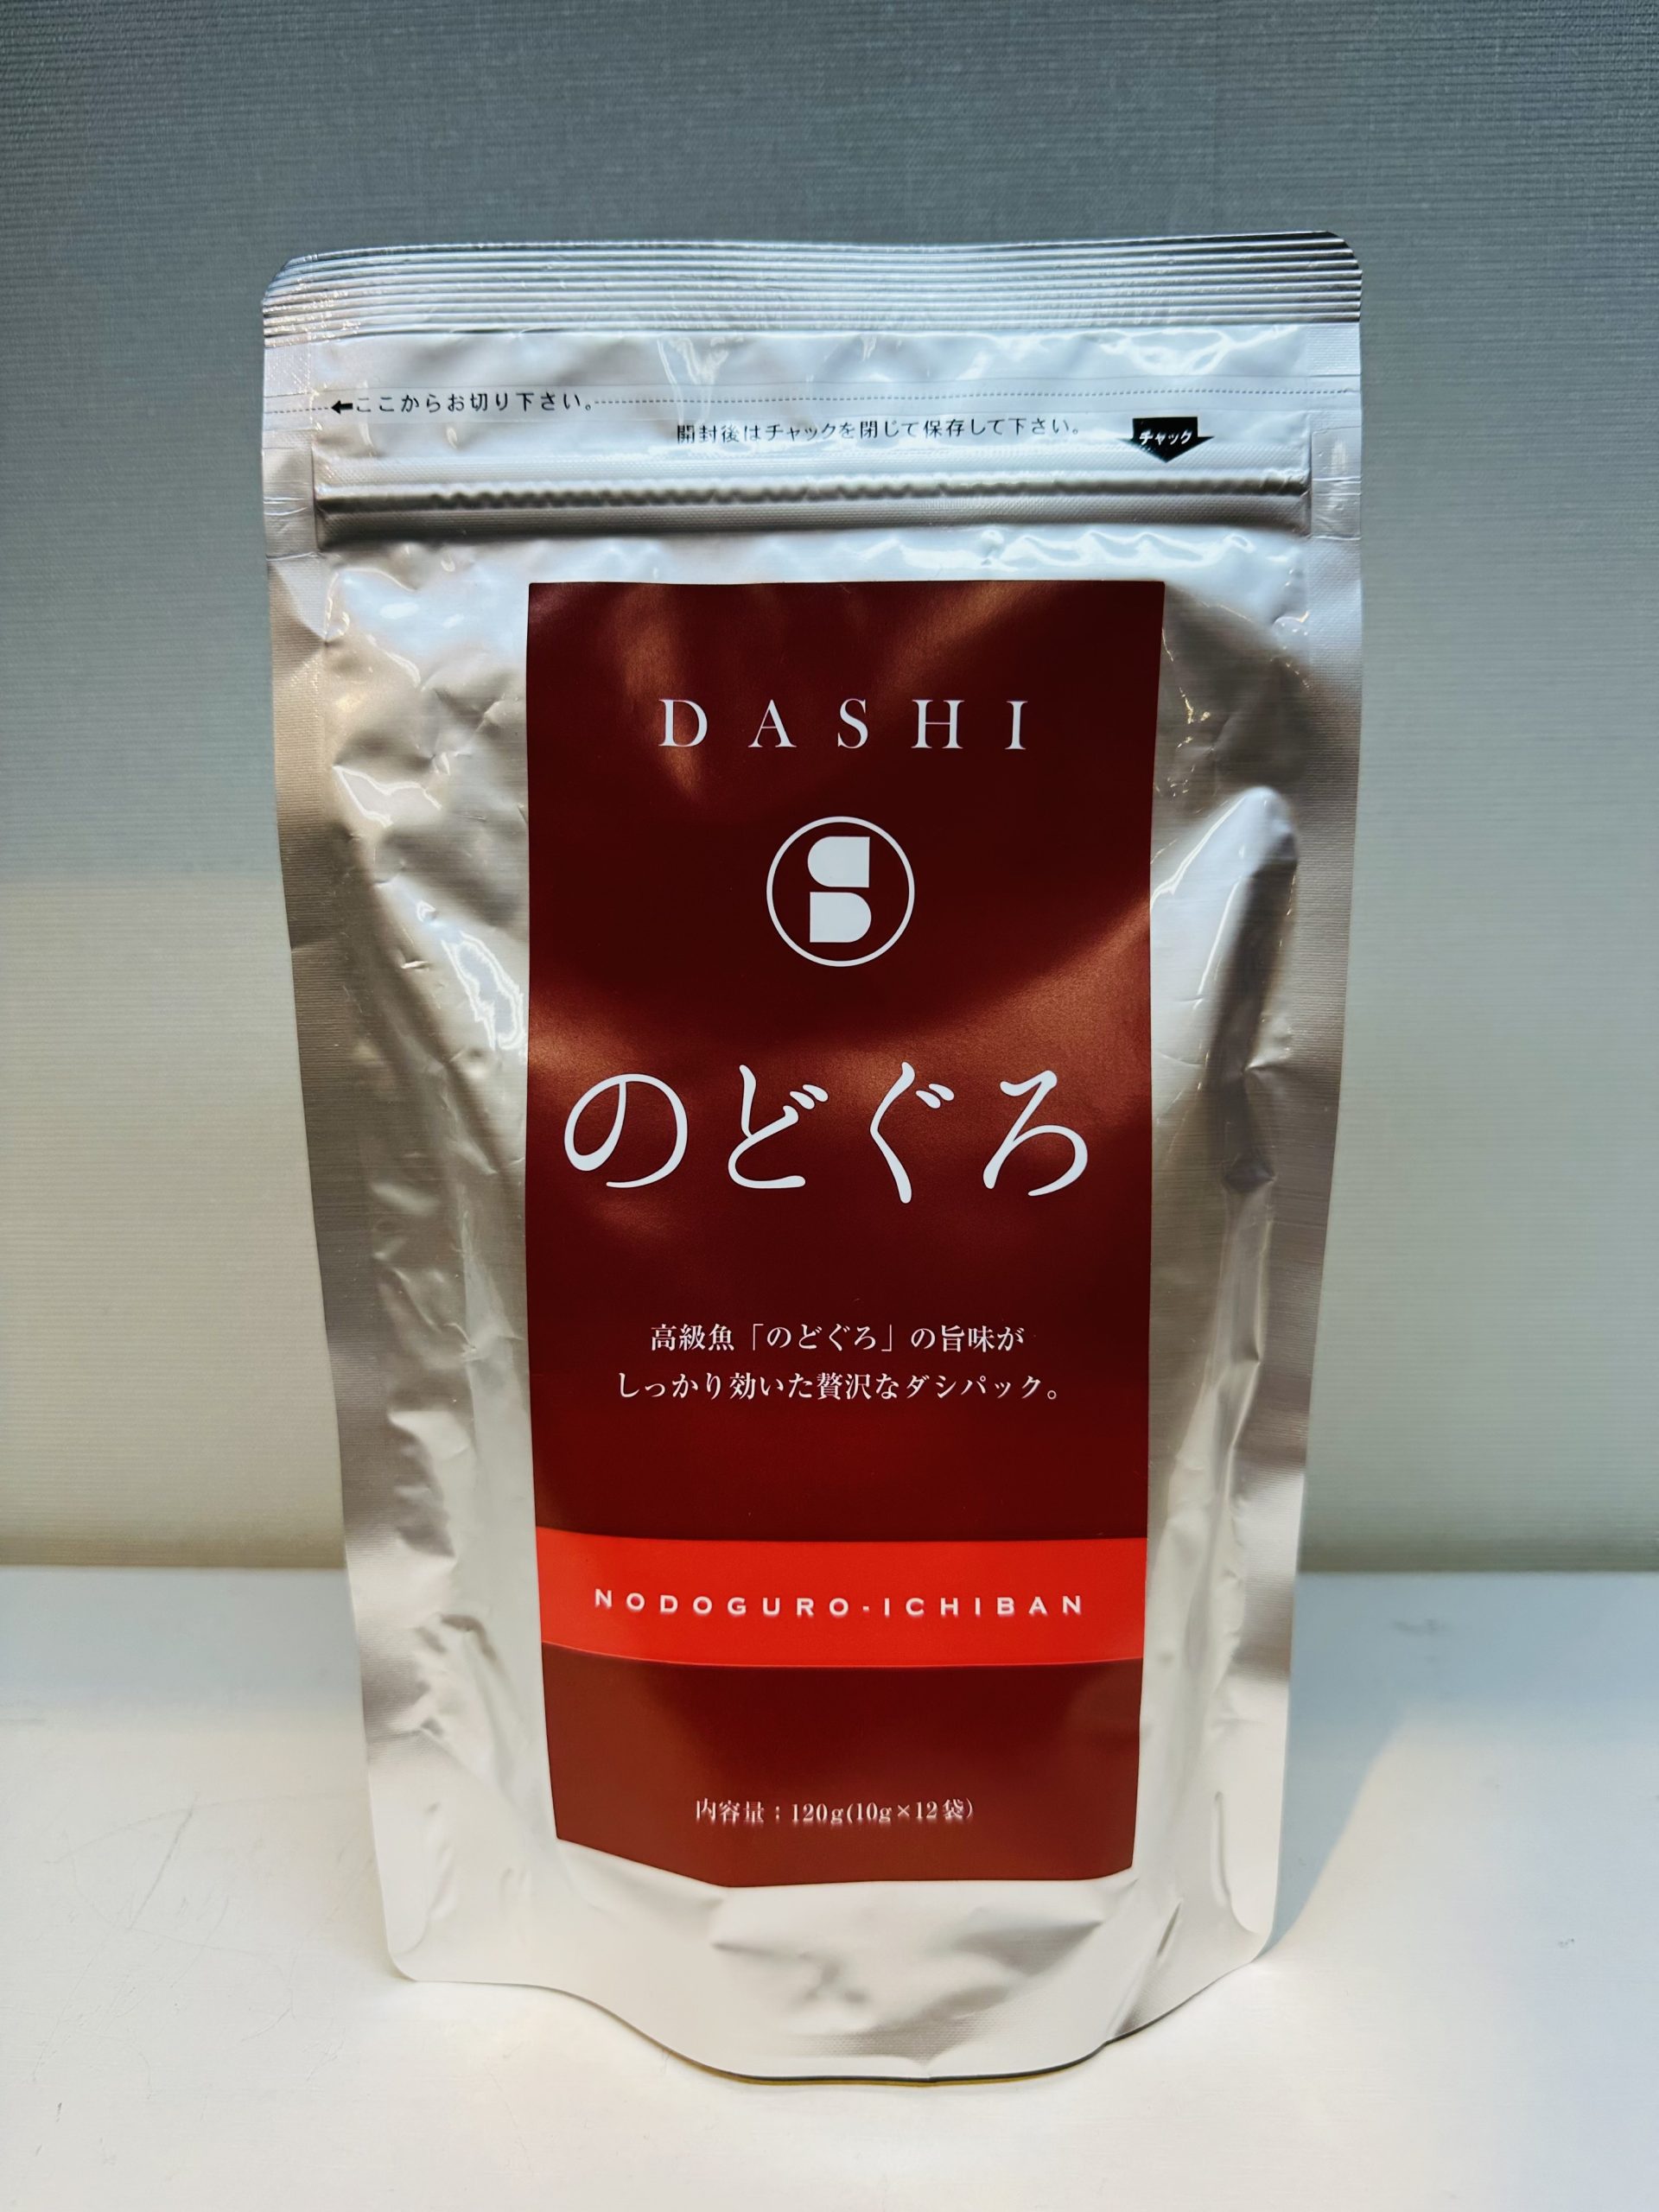 ここからお切り下さい。
開封後はチャックを閉じて保存して下さい。
チャック
DASHI
のどぐろ
高級魚「のどぐろ」の旨味が
しっかり効いた贅沢なダシパック。
NODOGURO-ICHIBAN
内容量：120g(10g×12袋)